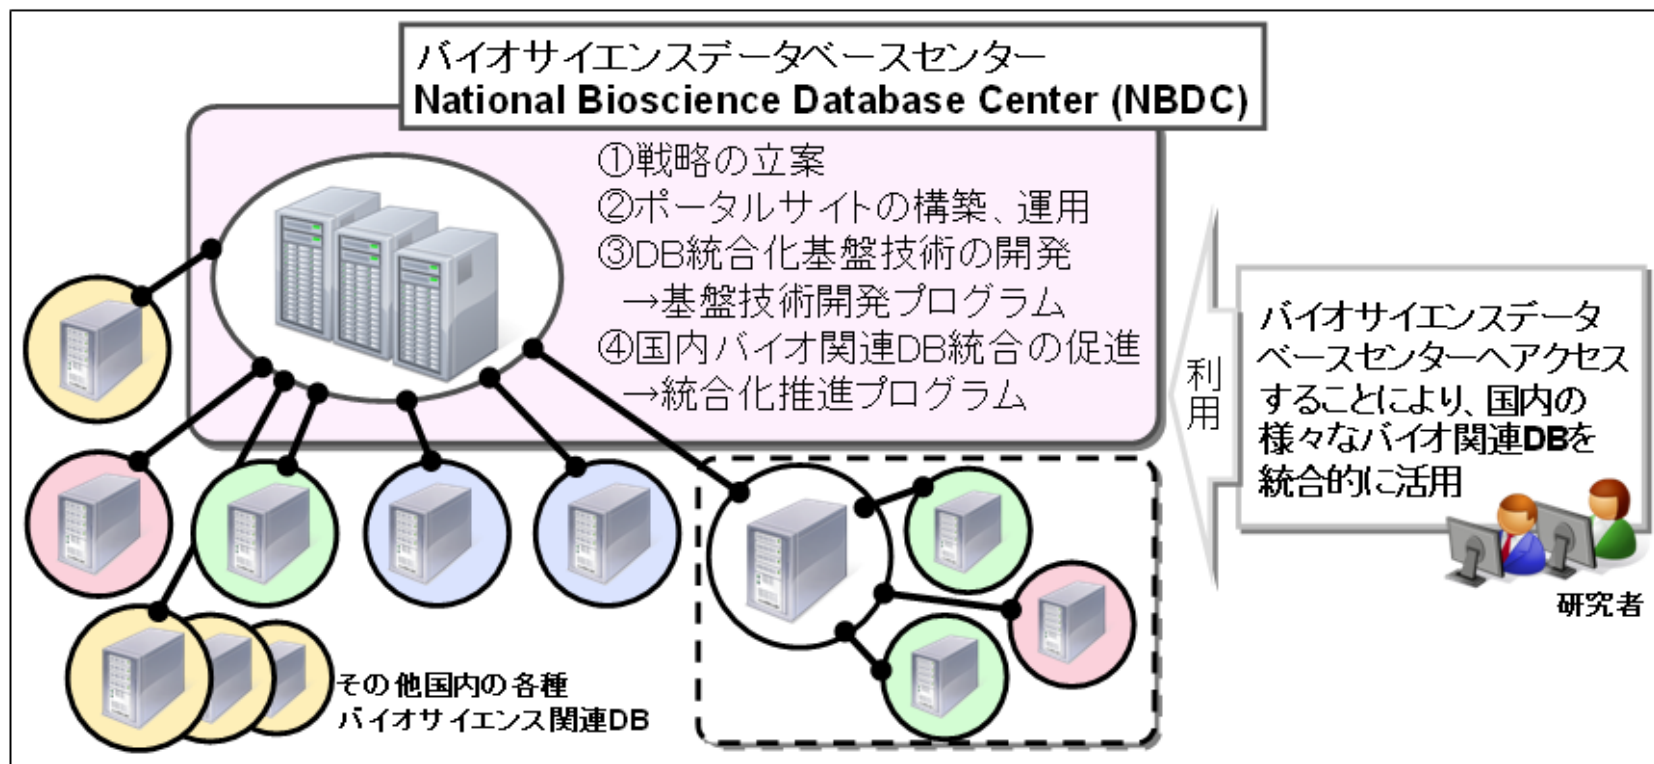 バイオサイエンスデータベースセンター
National Bioscience Database Center (NBDC)
①戦略の立案
②ポータルサイトの構築、運用
③DB統合化基盤技術の開発
→基盤技術開発プログラム
④国内バイオ関連DB統合の促進
→統合化推進プログラム
利用
バイオサイエンスデータ
ベースセンターへアクセス
することにより、国内の
様々なバイオ関連DBを
統合的に活用
研究者
その他国内の各種
バイオサイエンス関連DB